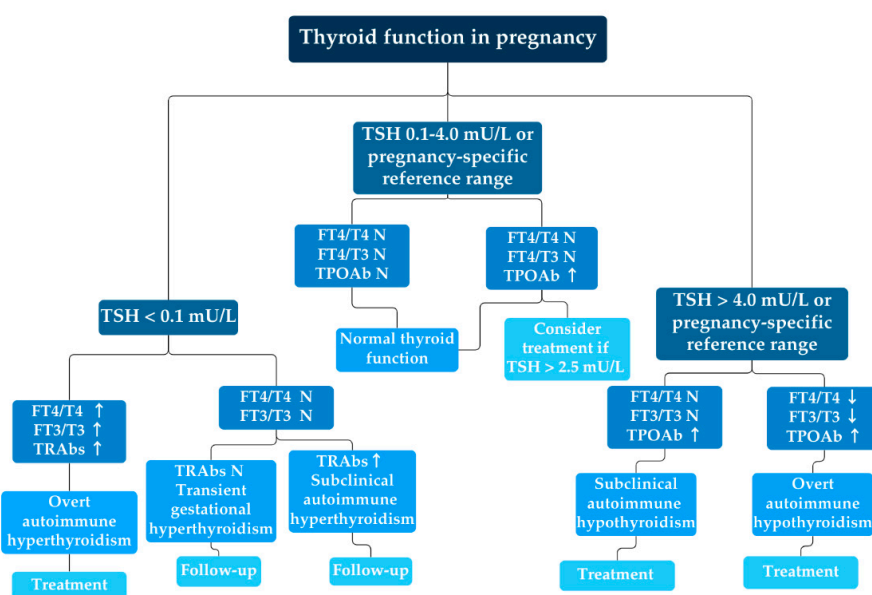 Thyroid function in pregnancy
TSH 0.1-4.0 mU/L or
pregnancy-specific
reference range
FT4/T4 N
FT4/T3 N
TPOAb N
FT4/T4 N
FT4/T3 N
TPOAb ↑
Normal thyroid
function
Consider
treatment if
TSH > 2.5 mU/L
TSH < 0.1 mU/L
FT4/T4 ↑
FT3/T3 ↑
TRAbs ↑
FT4/T4 N
FT3/T3 N
Overt
autoimmune
hyperthyroidism
TRAbs N
Transient
gestational
hyperthyroidism
TRAbs ↑
Subclinical
autoimmune
hyperthyroidism
Treatment
Follow-up
Follow-up
TSH > 4.0 mU/L or
pregnancy-specific
reference range
FT4/T4 N
FT3/T3 N
TPOAb ↑
FT4/T4 ↓
FT3/T3 ↓
TPOAb ↑
Subclinical
autoimmune
hypothyroidism
Overt
autoimmune
hypothyroidism
Treatment
Treatment